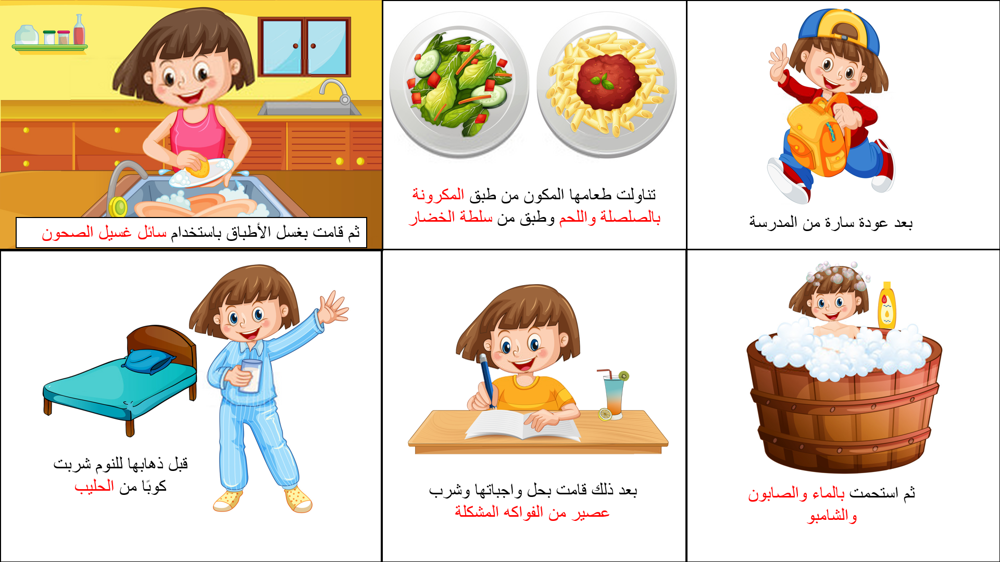 بعد عودة سارة من المدرسة
تناولت طعامها المكون من طبق المكرونة
بالصلصلة واللحم وطبق من سلطة الخضار
ثم قامت بغسل الأطباق باستخدام سائل غسيل الصحون
ثم استحمت بالماء والصابون
والشامبو
بعد ذلك قامت بحل واجباتها وشرب
عصير من الفواكه المشكلة
قبل ذهابها للنوم شربت
كوبًا من الحليب